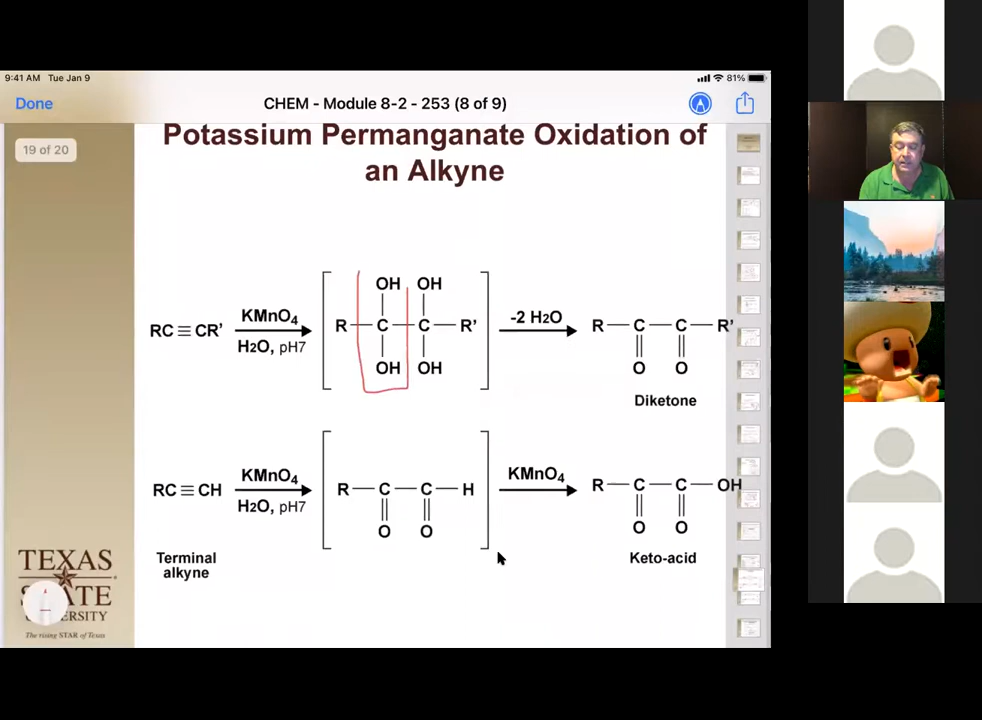 9:41 AM Tue Jan 9
81%
Done
CHEM - Module 8-2 - 253 (8 of 9)
19 of 20
Potassium Permanganate Oxidation of
an Alkyne
RC≡CR'
KMnO₄
H2O, pH7
OH OH
R—C—C—R'
OH OH
-2 H₂O
R—C—C—R'
O O
Diketone
RC≡CH
KMnO₄
H2O, pH7
R—C—C—H
O O
KMnO₄
R—C—C—OH
O O
Terminal
alkyne
Keto-acid
TEXAS
STATE
UNIVERSITY
The rising STAR of Texas